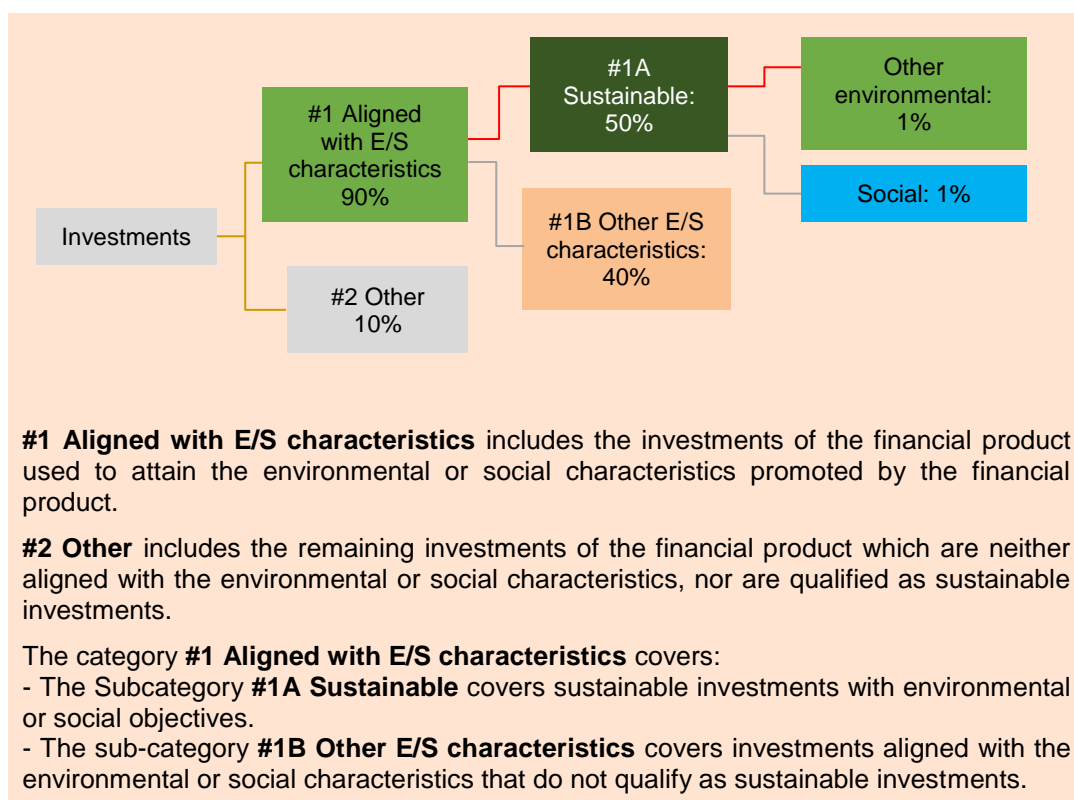 #1A
Sustainable:
50%
Other
environmental:
1%
#1 Aligned
with E/S
characteristics
90%
Social: 1%
Investments
#1B Other E/S
characteristics:
40%
#2 Other
10%
#1 Aligned with E/S characteristics includes the investments of the financial product
used to attain the environmental or social characteristics promoted by the financial
product.
#2 Other includes the remaining investments of the financial product which are neither
aligned with the environmental or social characteristics, nor are qualified as sustainable
investments.
The category #1 Aligned with E/S characteristics covers:
- The Subcategory #1A Sustainable covers sustainable investments with environmental
or social objectives.
- The sub-category #1B Other E/S characteristics covers investments aligned with the
environmental or social characteristics that do not qualify as sustainable investments.